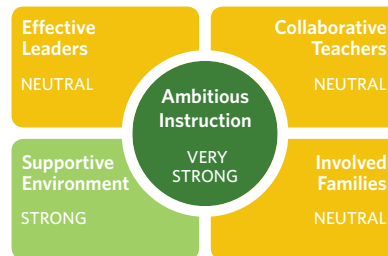 Effective
Leaders
NEUTRAL
Collaborative
Teachers
NEUTRAL
Ambitious
Instruction
VERY
STRONG
Supportive
Environment
STRONG
Involved
Families
NEUTRAL